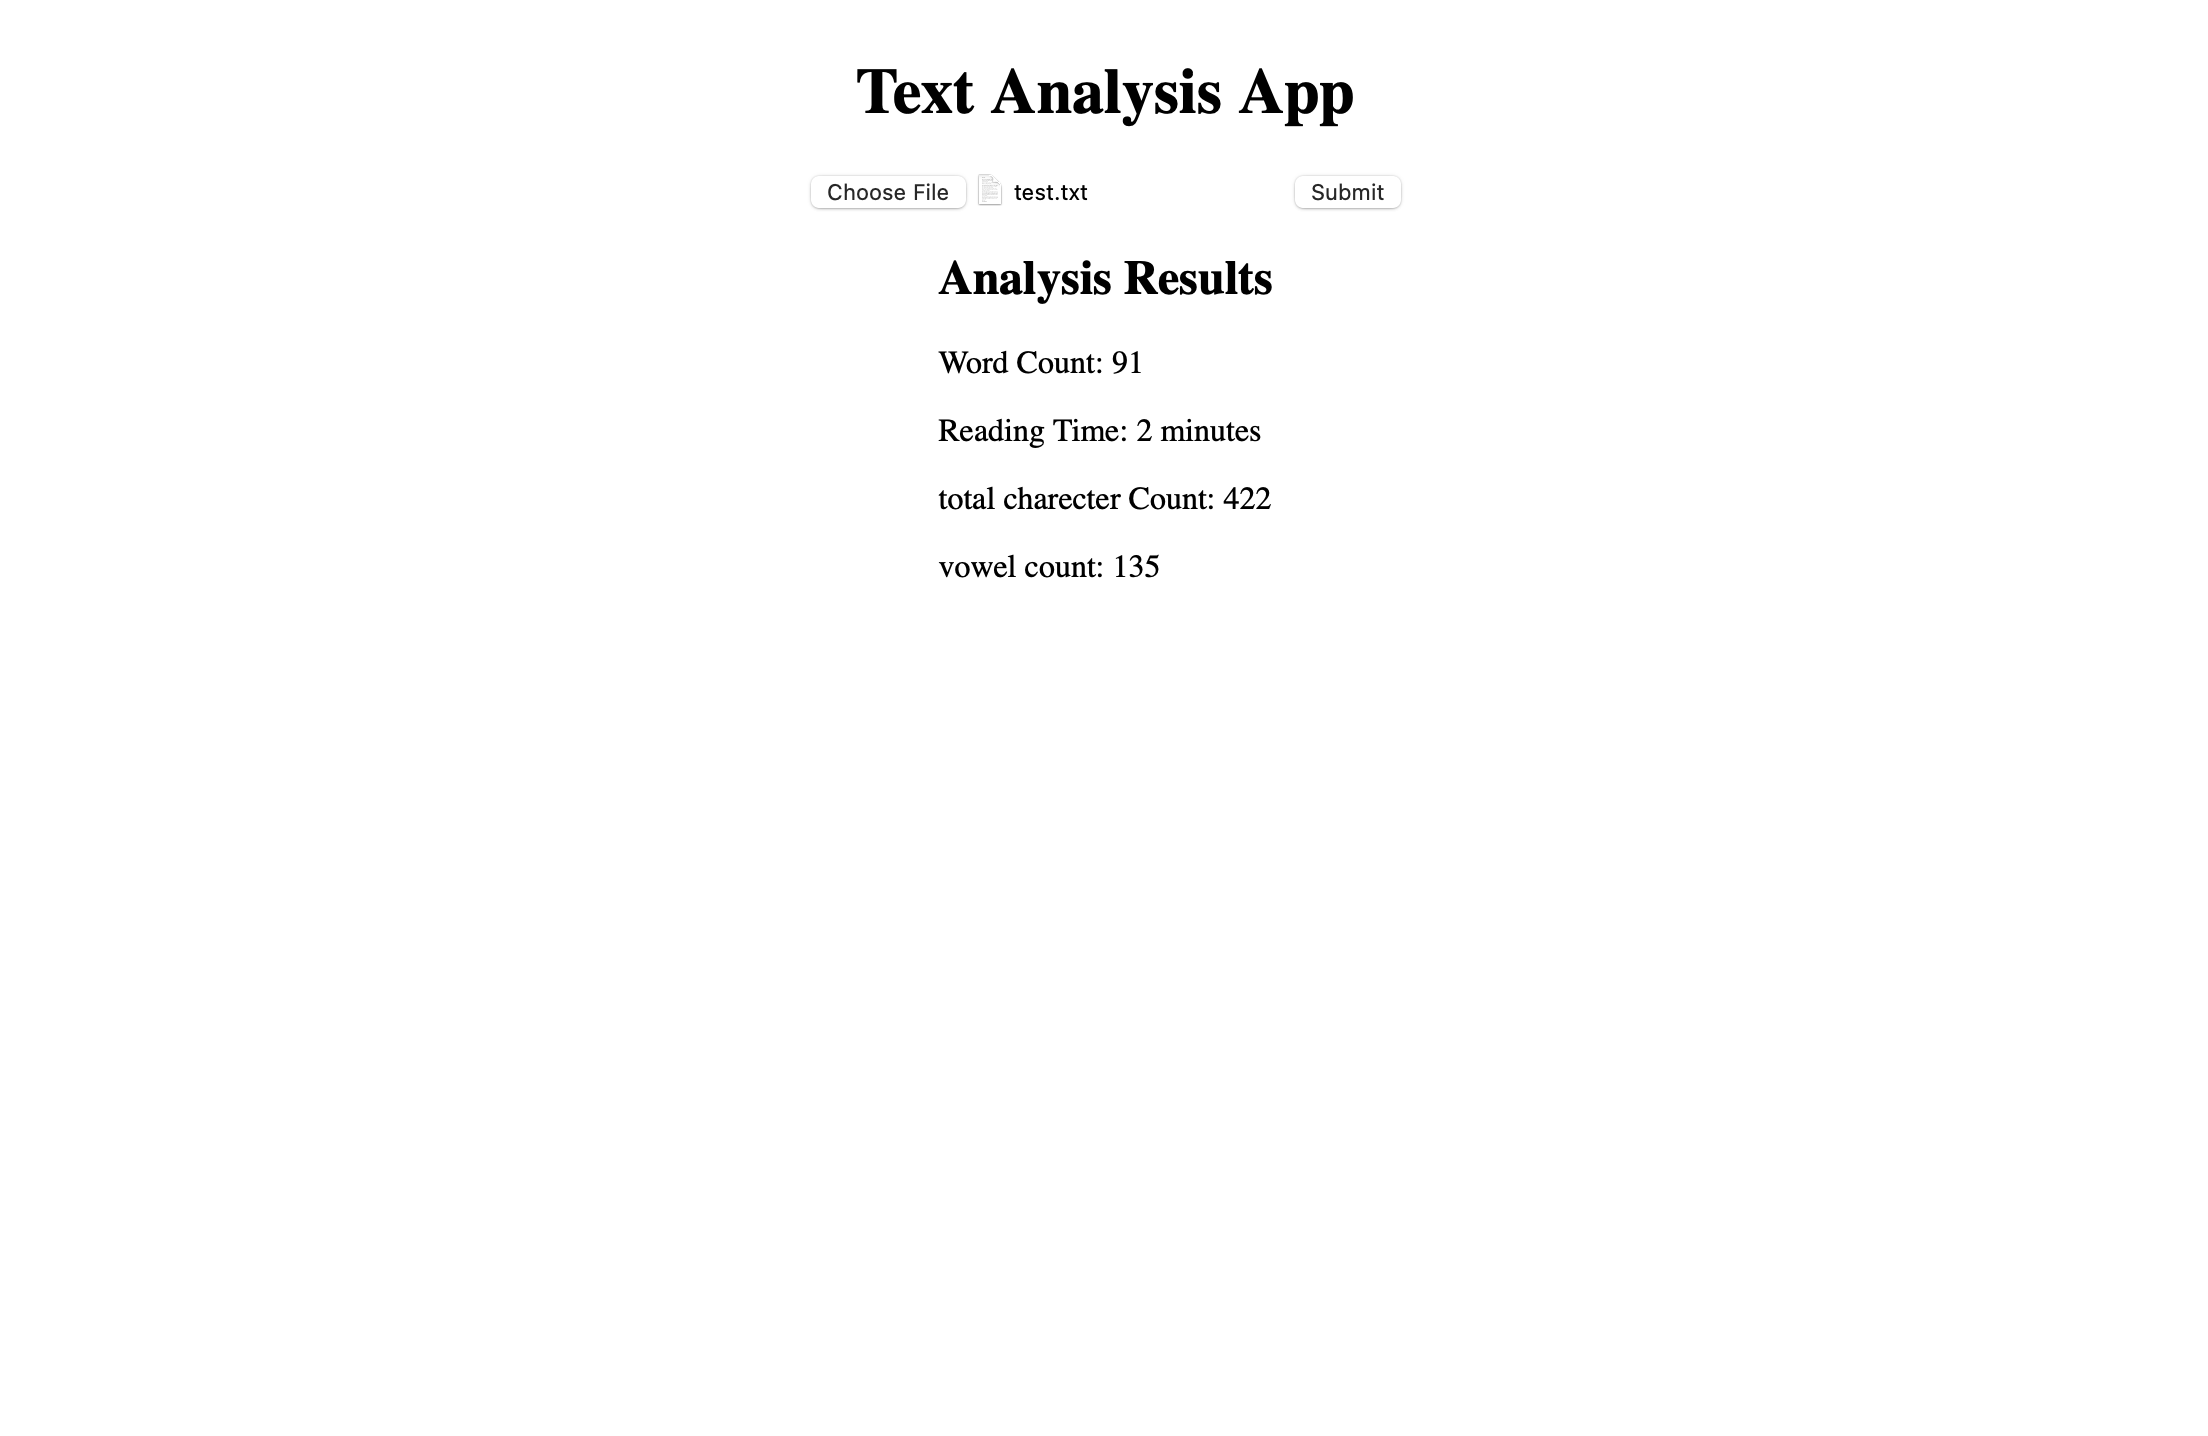 Text Analysis App
Choose File test.txt Submit
Analysis Results
Word Count: 91
Reading Time: 2 minutes
total charecter Count: 422
vowel count: 135